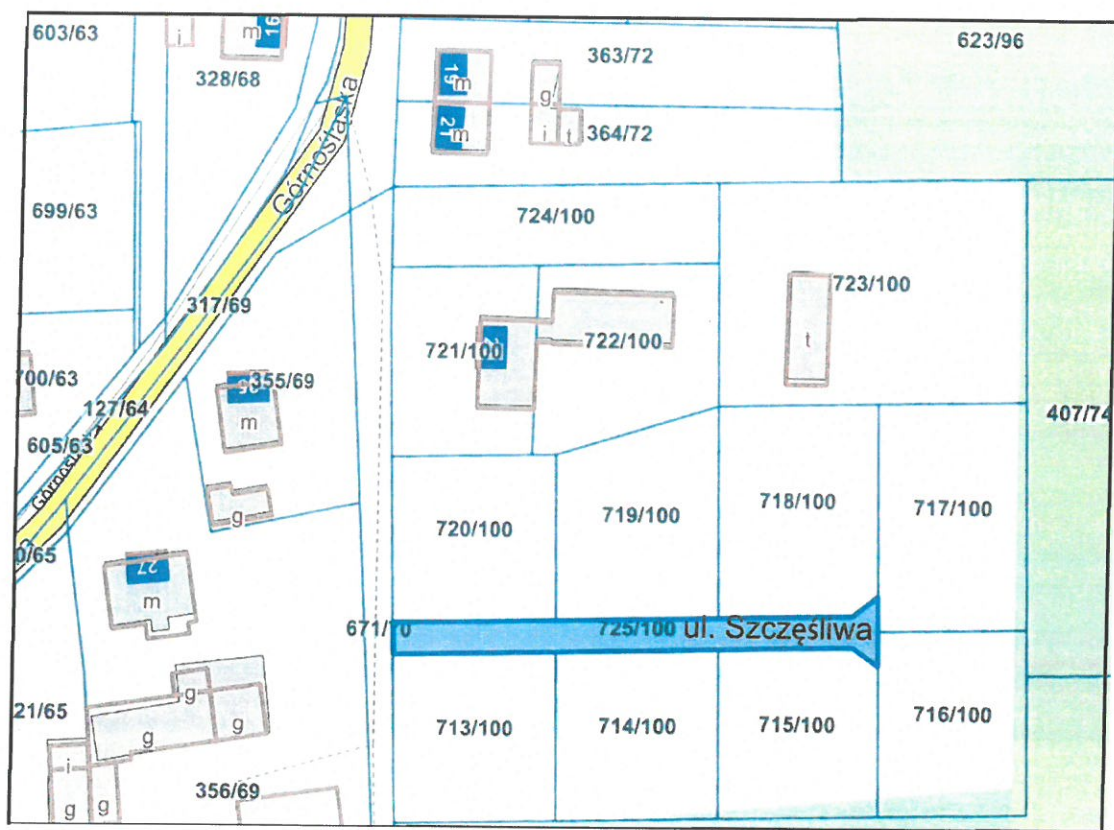 603/63
i
m
16
328/68
363/72
623/96
19
m
g
21
m
i
t
364/72
Górnośląska
699/63
724/100
317/69
723/100
721/100
722/100
t
700/63
355/69
127/64
m
407/74
605/63
720/100
719/100
718/100
717/100
g
0/65
27
m
671/70
725/100
ul. Szczęśliwa
21/65
g
g
g
713/100
714/100
715/100
716/100
i
g
g
356/69